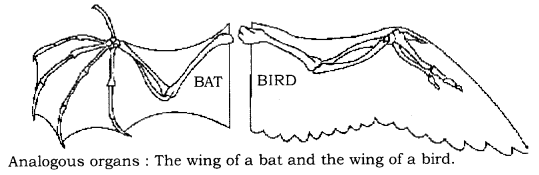 BAT
BIRD
Analogous organs : The wing of a bat and the wing of a bird.